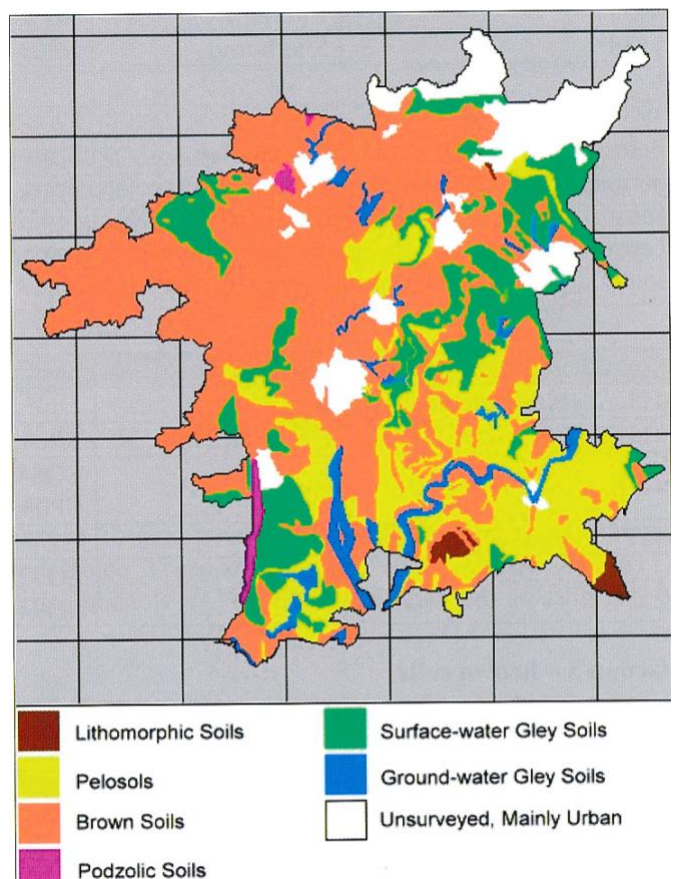 Lithomorphic Soils
Pelosols
Brown Soils
Podzolic Soils
Surface-water Gley Soils
Ground-water Gley Soils
Unsurveyed, Mainly Urban